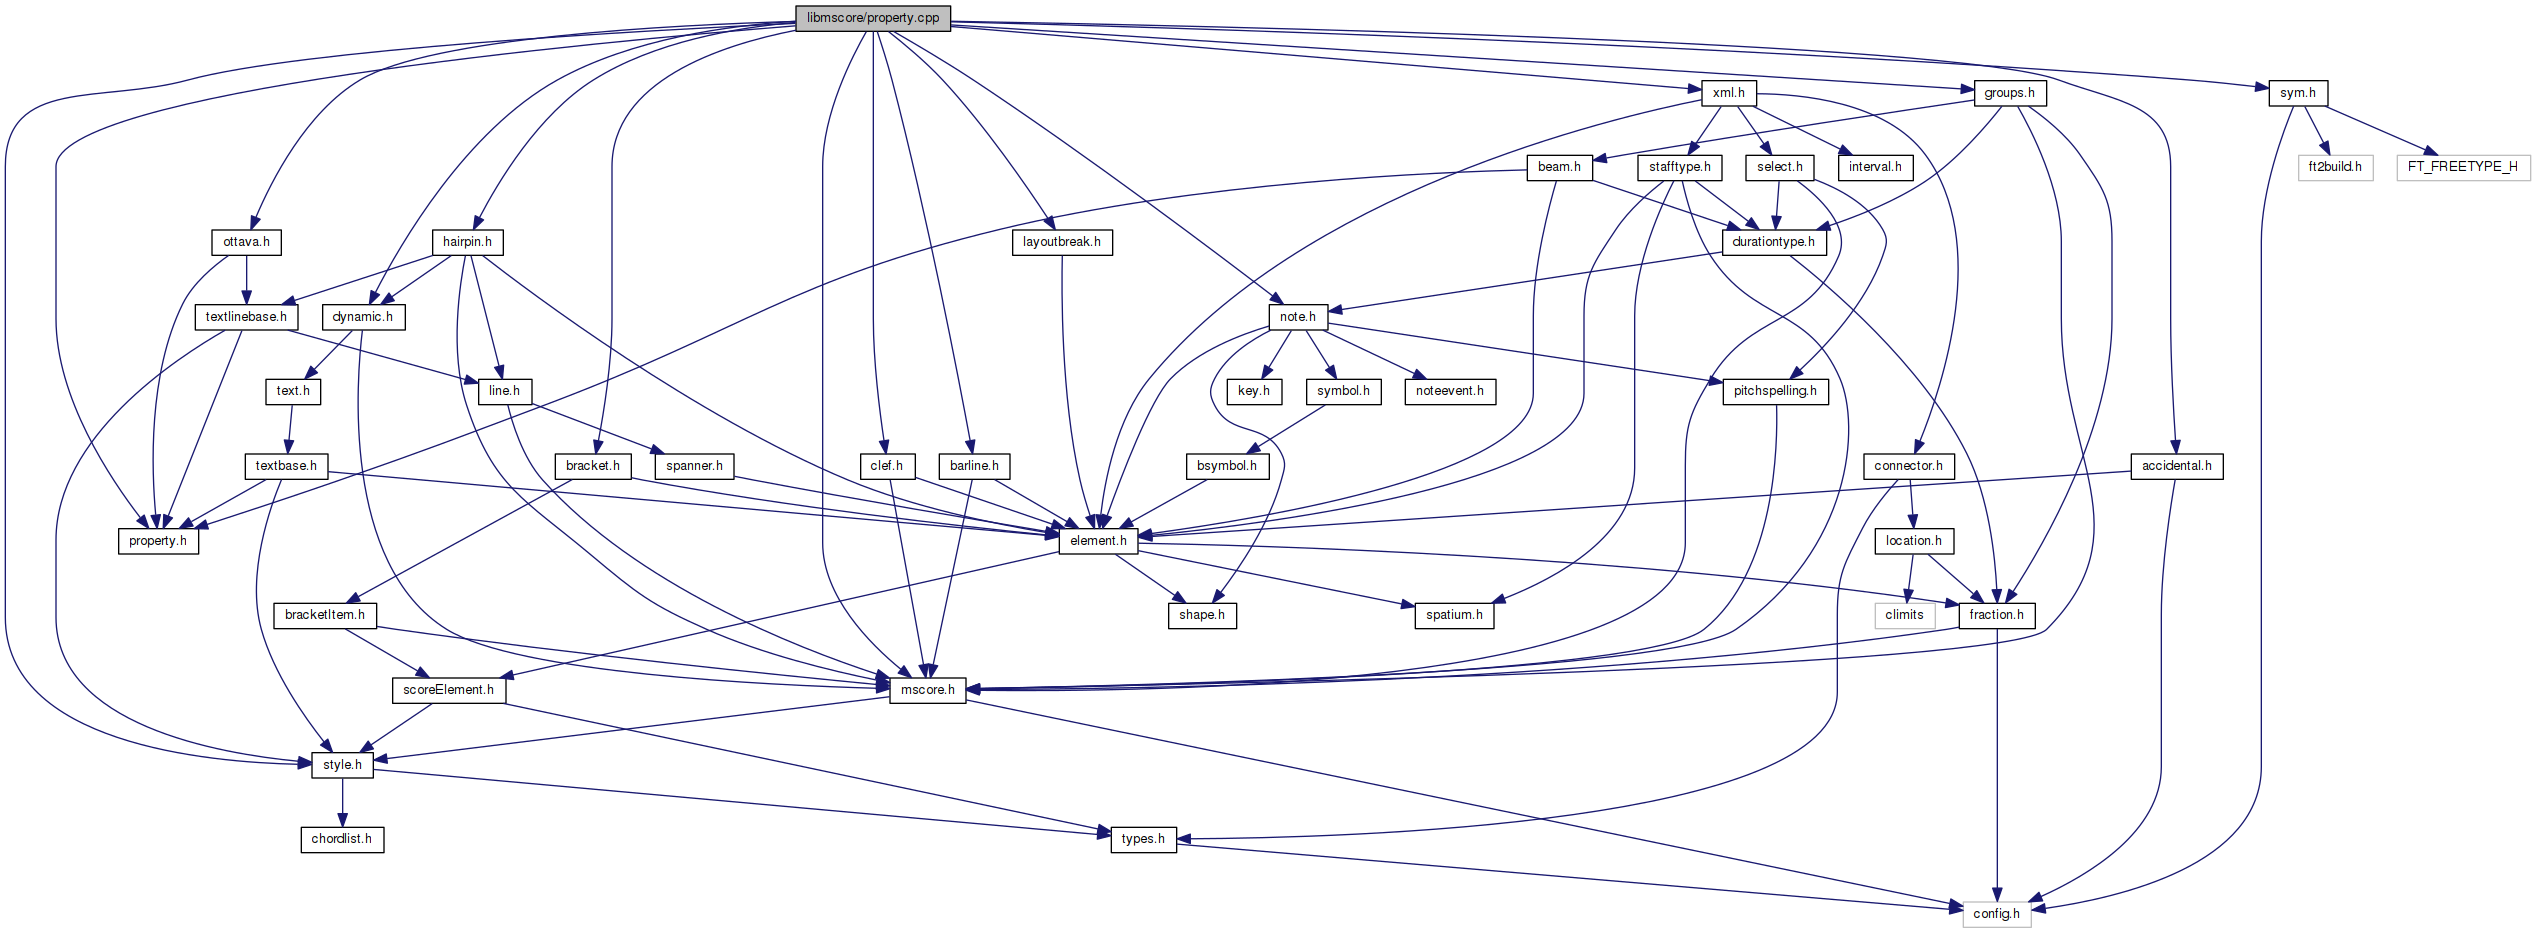 libmscore/property.cpp
xml.h
groups.h
sym.h
beam.h
stafftype.h
select.h
interval.h
ft2build.h
FT_FREETYPE_H
ottava.h
hairpin.h
layoutbreak.h
durationtype.h
textlinebase.h
dynamic.h
note.h
text.h
line.h
key.h
symbol.h
noteevent.h
pitchspelling.h
textbase.h
bracket.h
spanner.h
clef.h
barline.h
bsymbol.h
connector.h
accidental.h
property.h
element.h
location.h
bracketItem.h
shape.h
spatium.h
climits
fraction.h
scoreElement.h
mscore.h
style.h
chordlist.h
types.h
config.h